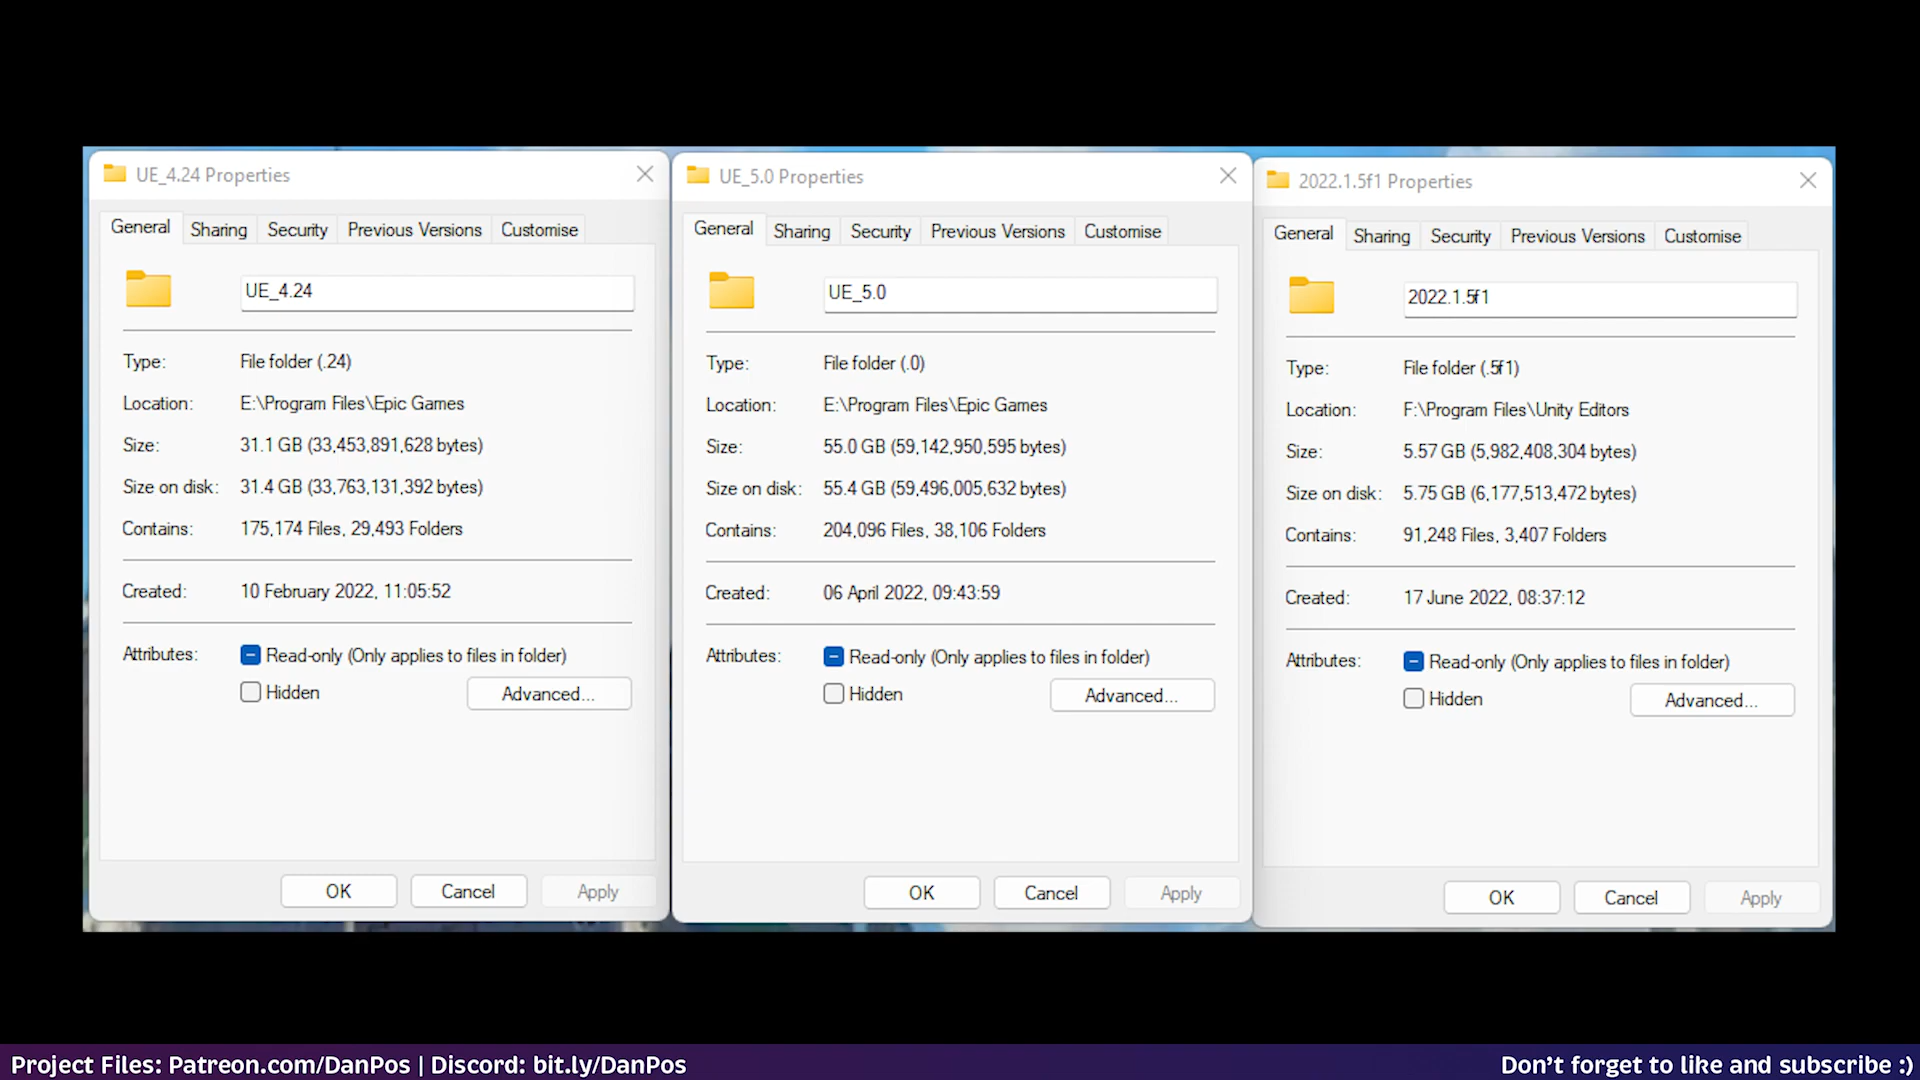 UE_4.24 Properties
General Sharing Security Previous Versions Customise
UE_4.24
Type: File folder (.24)
Location: E:\Program Files\Epic Games
Size: 31.1 GB (33,453,891,628 bytes)
Size on disk: 31.4 GB (33,763,131,392 bytes)
Contains: 175,174 Files, 29,493 Folders
Created: 10 February 2022, 11:05:52
Attributes: Read-only (Only applies to files in folder)
Hidden Advanced...
OK Cancel Apply
UE_5.0 Properties
General Sharing Security Previous Versions Customise
UE_5.0
Type: File folder (.0)
Location: E:\Program Files\Epic Games
Size: 55.0 GB (59,142,950,595 bytes)
Size on disk: 55.4 GB (59,496,005,632 bytes)
Contains: 204,096 Files, 38,106 Folders
Created: 06 April 2022, 09:43:59
Attributes: Read-only (Only applies to files in folder)
Hidden Advanced...
OK Cancel Apply
2022.1.5f1 Properties
General Sharing Security Previous Versions Customise
2022.1.5f1
Type: File folder (.5f1)
Location: F:\Program Files\Unity Editors
Size: 5.57 GB (5,982,408,304 bytes)
Size on disk: 5.75 GB (6,177,513,472 bytes)
Contains: 91,248 Files, 3,407 Folders
Created: 17 June 2022, 08:37:12
Attributes: Read-only (Only applies to files in folder)
Hidden Advanced...
OK Cancel Apply
Project Files: Patreon.com/DanPos | Discord: bit.ly/DanPos
Don't forget to like and subscribe :)